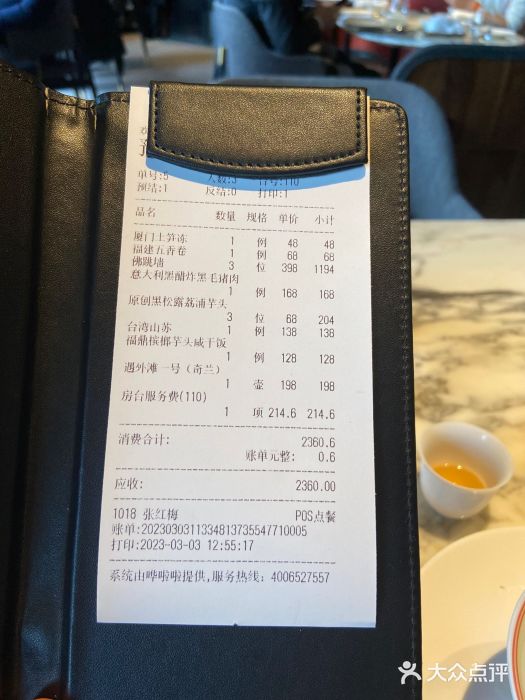 单号:5 人数:3 台号:110
预结:1 反结:0 打印:1
品名 数量 规格 单价 小计
厦门土笋冻 1 例 48 48
福建五香卷 1 例 68 68
佛跳墙 3 位 398 1194
意大利黑醋炸黑毛猪肉
1 例 168 168
原创黑松露荔浦芋头
3 位 68 204
台湾山苏 1 例 138 138
福鼎槟榔芋头咸干饭
1 例 128 128
遇外滩一号（奇兰）
1 壶 198 198
房台服务费(110)
1 项 214.6 214.6
消费合计: 2360.6
账单元整: 0.6
应收: 2360.00
1018 张红梅 POS点餐
账单:2023030311334813735547710005
打印:2023-03-03 12:55:17
系统由哗啦啦提供,服务热线: 4006527557
大众点评